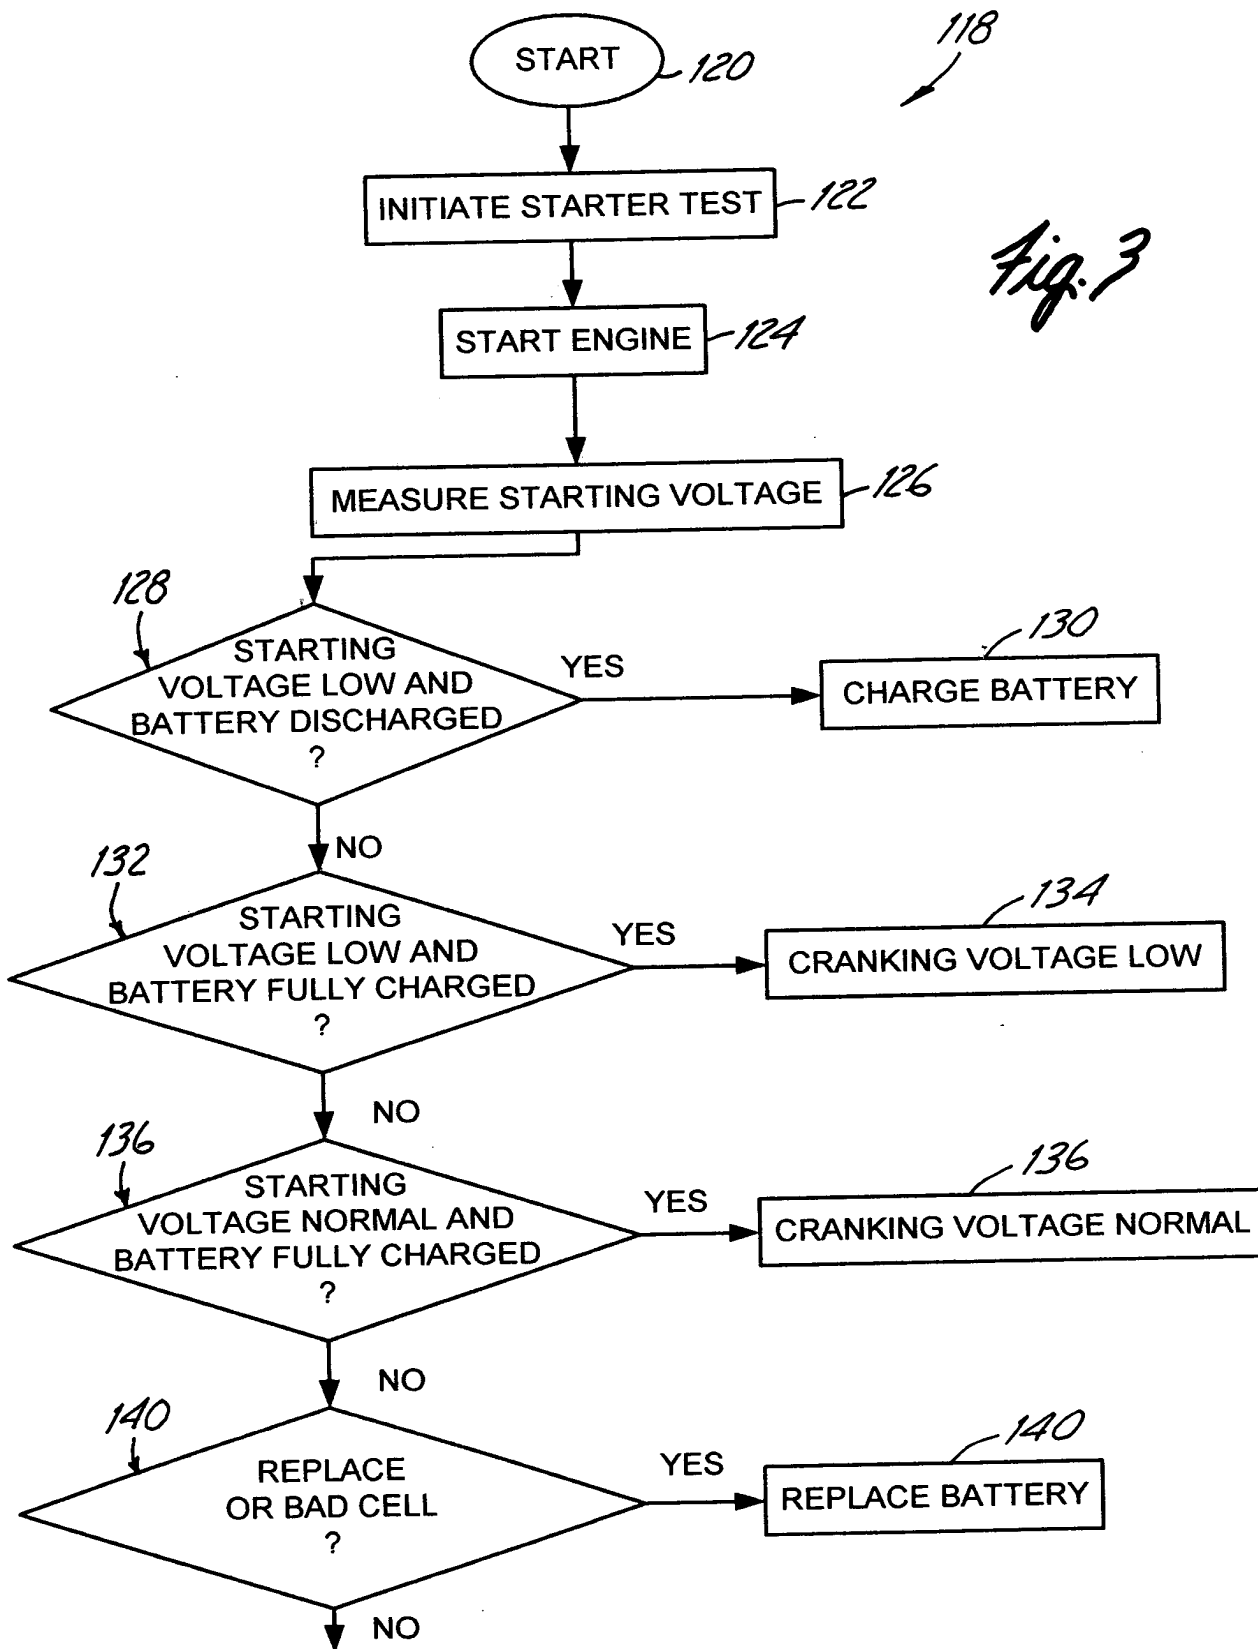 118
START
120
INITIATE STARTER TEST
122
Fig. 3
START ENGINE
124
MEASURE STARTING VOLTAGE
126
128
STARTING
VOLTAGE LOW AND
BATTERY DISCHARGED
?
YES
130
CHARGE BATTERY
NO
132
STARTING
VOLTAGE LOW AND
BATTERY FULLY CHARGED
?
YES
134
CRANKING VOLTAGE LOW
NO
136
STARTING
VOLTAGE NORMAL AND
BATTERY FULLY CHARGED
?
YES
136
CRANKING VOLTAGE NORMAL
NO
140
REPLACE
OR BAD CELL
?
YES
140
REPLACE BATTERY
NO